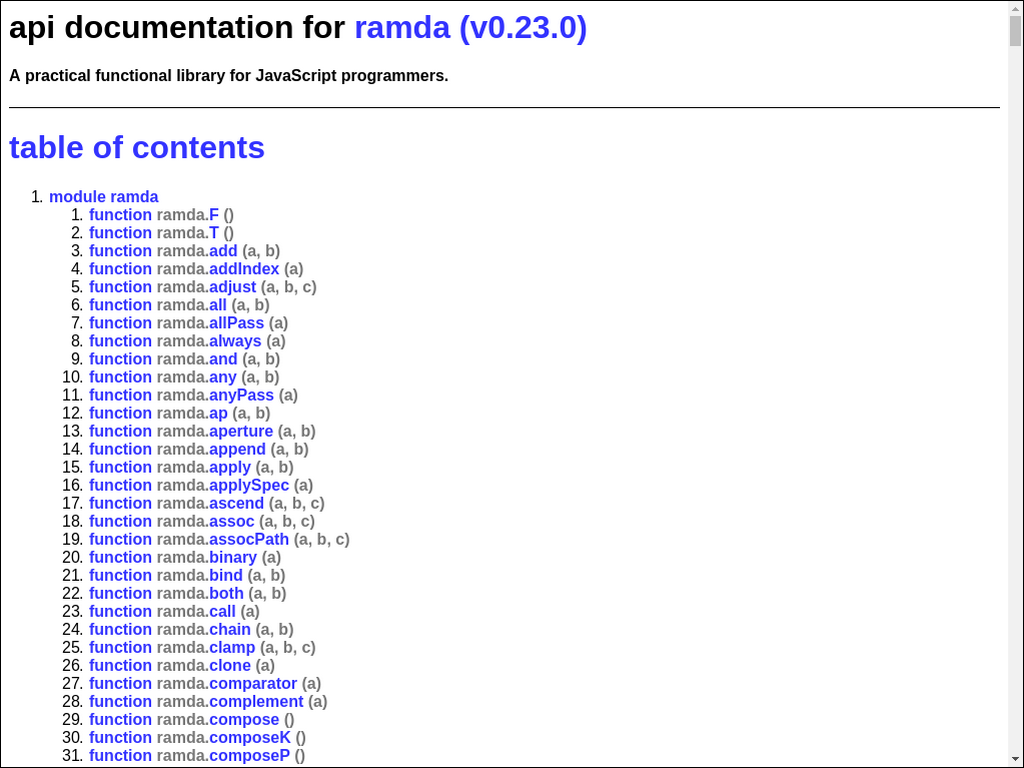 api documentation for ramda (v0.23.0)
A practical functional library for JavaScript programmers.
table of contents
1. module ramda
1. function ramda.F ()
2. function ramda.T ()
3. function ramda.add (a, b)
4. function ramda.addIndex (a)
5. function ramda.adjust (a, b, c)
6. function ramda.all (a, b)
7. function ramda.allPass (a)
8. function ramda.always (a)
9. function ramda.and (a, b)
10. function ramda.any (a, b)
11. function ramda.anyPass (a)
12. function ramda.ap (a, b)
13. function ramda.aperture (a, b)
14. function ramda.append (a, b)
15. function ramda.apply (a, b)
16. function ramda.applySpec (a)
17. function ramda.ascend (a, b, c)
18. function ramda.assoc (a, b, c)
19. function ramda.assocPath (a, b, c)
20. function ramda.binary (a)
21. function ramda.bind (a, b)
22. function ramda.both (a, b)
23. function ramda.call (a)
24. function ramda.chain (a, b)
25. function ramda.clamp (a, b, c)
26. function ramda.clone (a)
27. function ramda.comparator (a)
28. function ramda.complement (a)
29. function ramda.compose ()
30. function ramda.composeK ()
31. function ramda.composeP ()